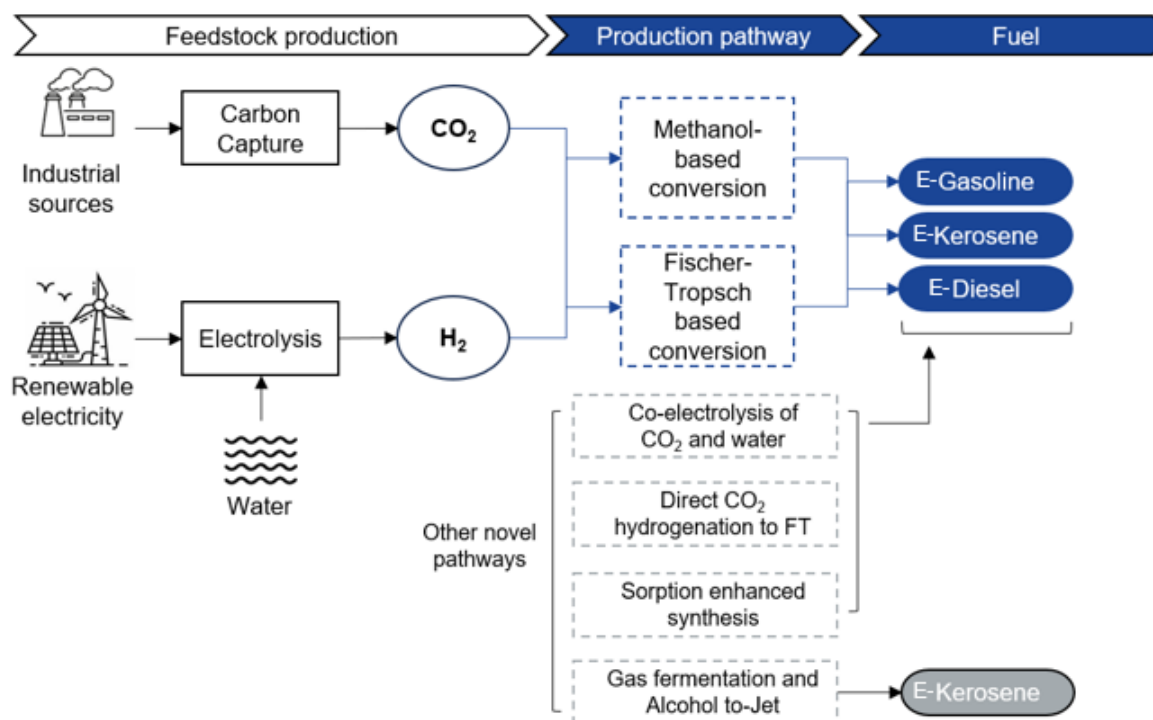 Feedstock production
Production pathway
Fuel
Industrial
sources
Carbon
Capture
CO₂
Methanol-
based
conversion
E-Gasoline
E-Kerosene
E-Diesel
Renewable
electricity
Electrolysis
H₂
Fischer-
Tropsch
based
conversion
Water
Other novel
pathways
Co-electrolysis of
CO₂ and water
Direct CO₂
hydrogenation to FT
Sorption enhanced
synthesis
Gas fermentation and
Alcohol to-Jet
E-Kerosene